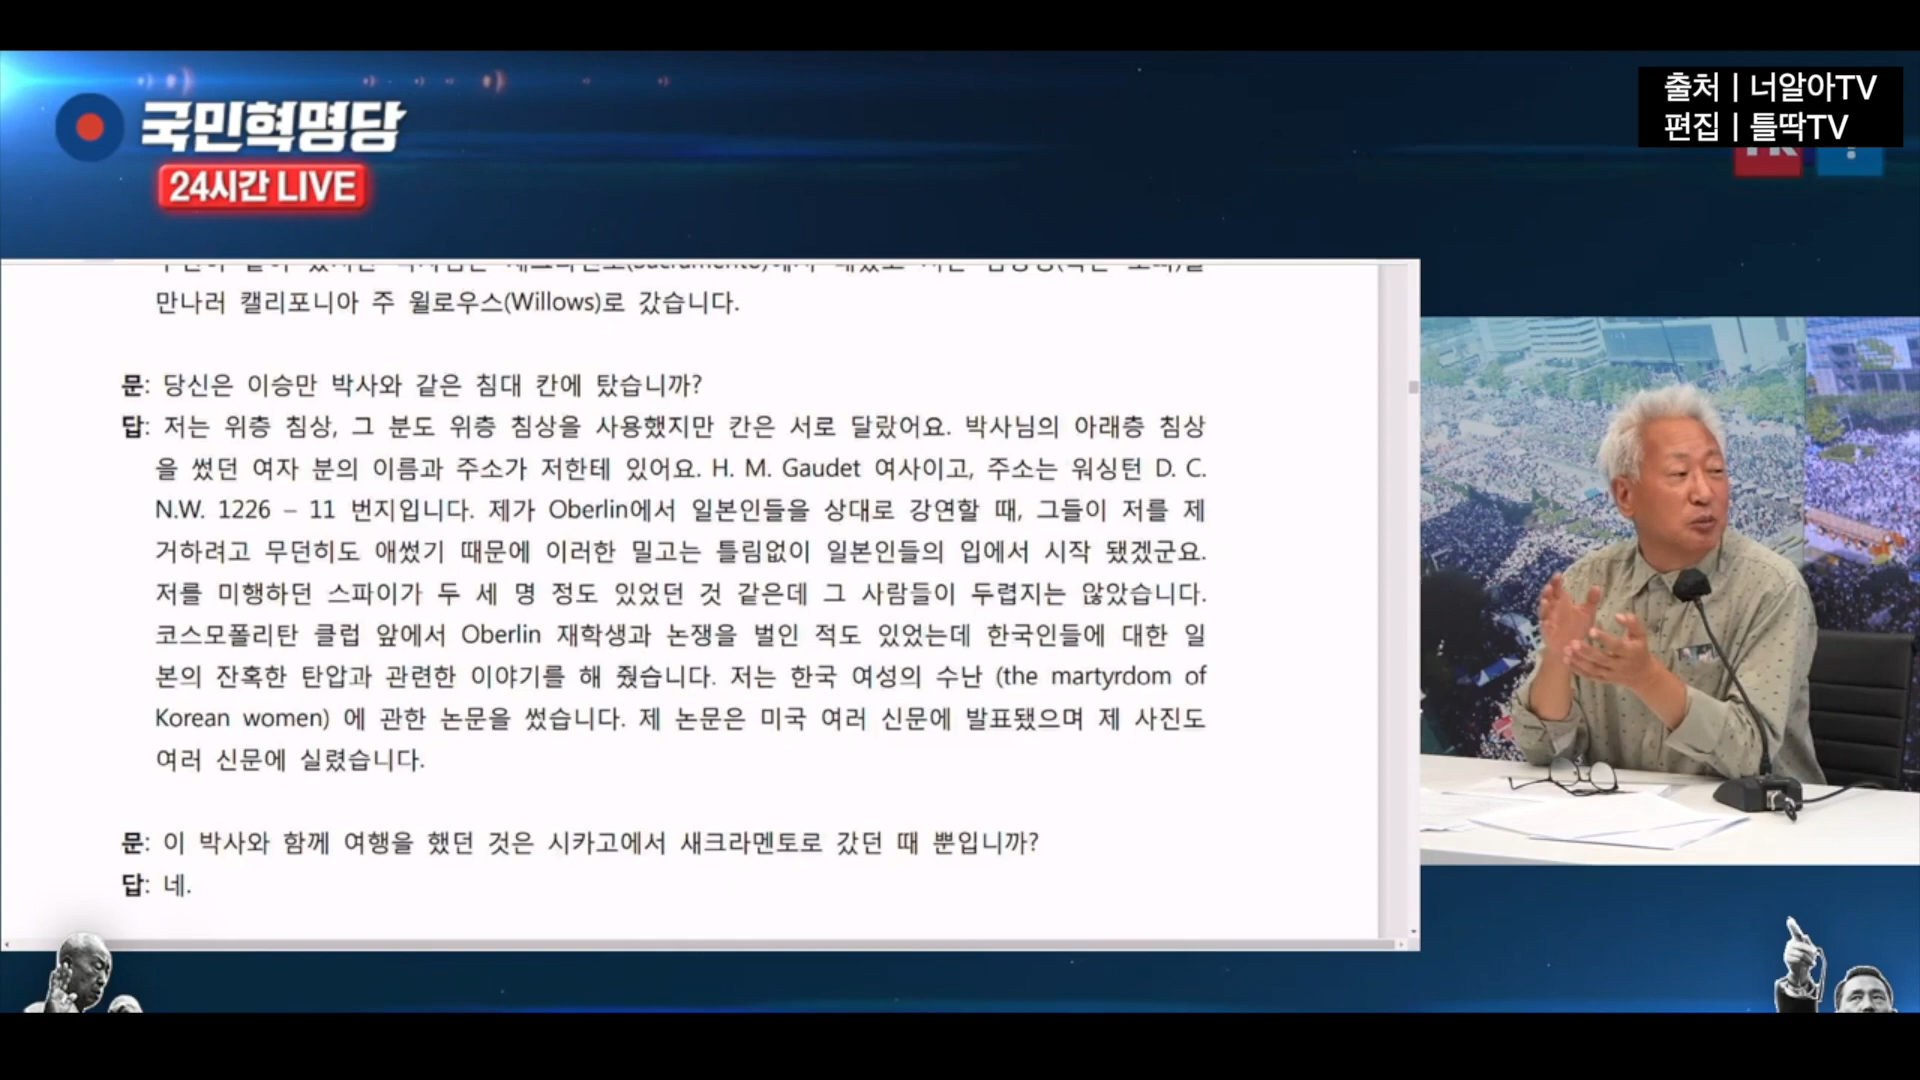 출처 | 너알아TV
편집 | 틀딱TV
국민혁명당
24시간 LIVE
만나러 캘리포니아 주 윌로우스(Willows)로 갔습니다.
문: 당신은 이승만 박사와 같은 침대 칸에 탔습니까?
답: 저는 위층 침상, 그 분도 위층 침상을 사용했지만 칸은 서로 달랐어요. 박사님의 아래층 침상
을 썼던 여자 분의 이름과 주소가 저한테 있어요. H. M. Gaudet 여사이고, 주소는 워싱턴 D. C.
N.W. 1226 – 11 번지입니다. 제가 Oberlin에서 일본인들을 상대로 강연할 때, 그들이 저를 제
거하려고 무던히도 애썼기 때문에 이러한 밀고는 틀림없이 일본인들의 입에서 시작 됐겠군요.
저를 미행하던 스파이가 두 세 명 정도 있었던 것 같은데 그 사람들이 두렵지는 않았습니다.
코스모폴리탄 클럽 앞에서 Oberlin 재학생과 논쟁을 벌인 적도 있었는데 한국인들에 대한 일
본의 잔혹한 탄압과 관련한 이야기를 해 줬습니다. 저는 한국 여성의 수난 (the martyrdom of
Korean women) 에 관한 논문을 썼습니다. 제 논문은 미국 여러 신문에 발표됐으며 제 사진도
여러 신문에 실렸습니다.
문: 이 박사와 함께 여행을 했던 것은 시카고에서 새크라멘토로 갔던 때 뿐입니까?
답: 네.